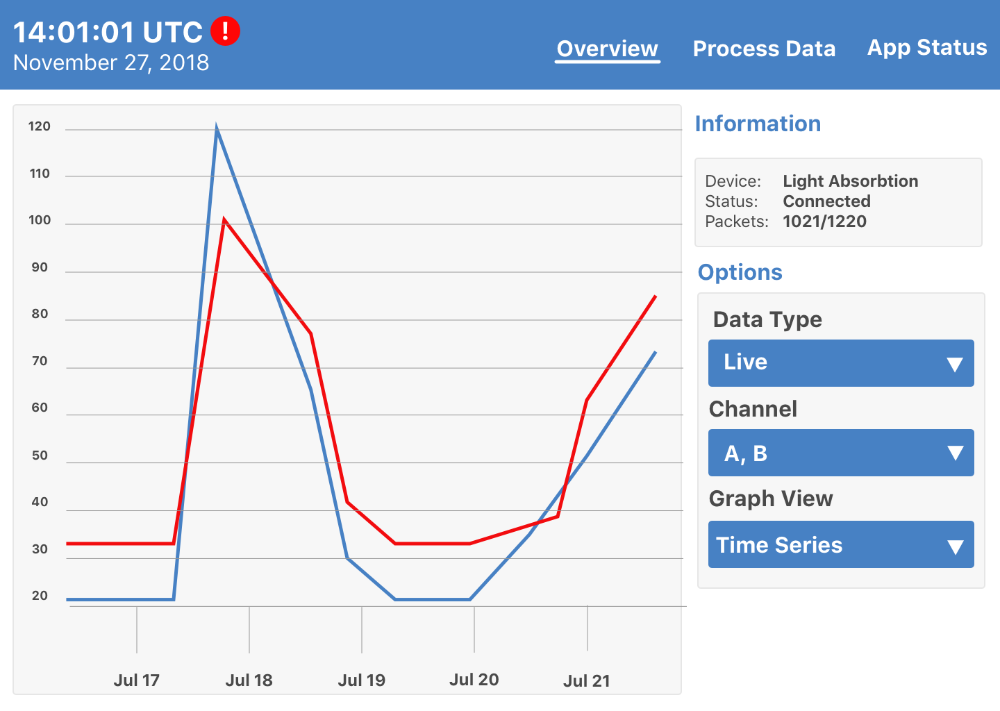 14:01:01 UTC !
November 27, 2018
Overview Process Data App Status
120
110
100
90
80
70
60
50
40
30
20
Jul 17 Jul 18 Jul 19 Jul 20 Jul 21
Information
Device: Light Absorbtion
Status: Connected
Packets: 1021/1220
Options
Data Type
Live
Channel
A, B
Graph View
Time Series